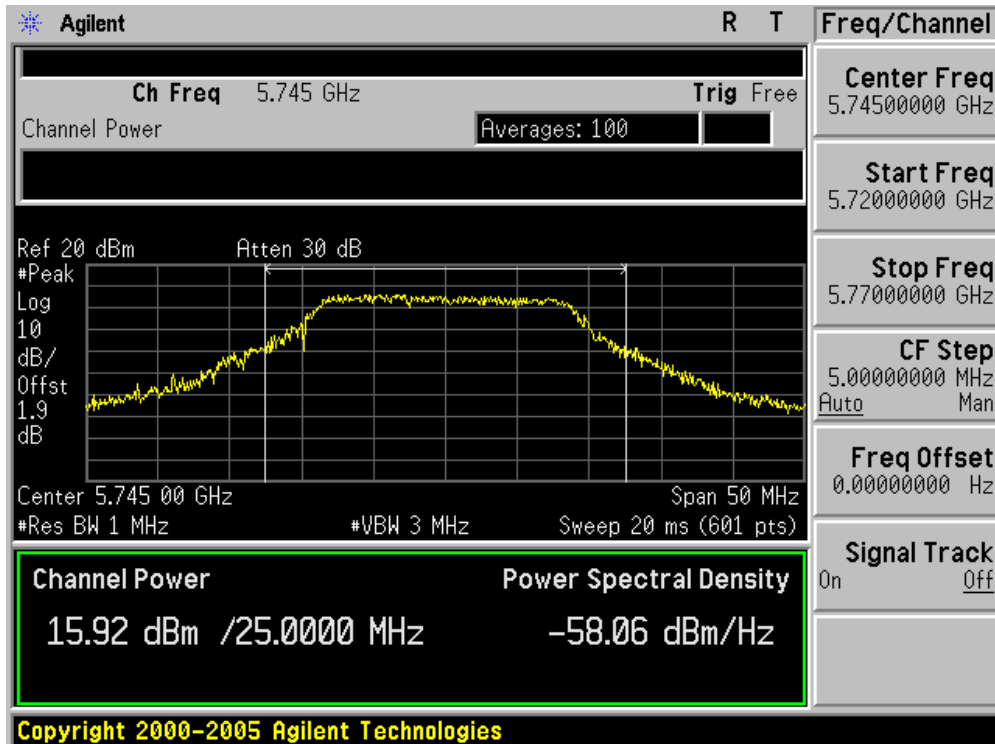 Agilent R T
Ch Freq 5.745 GHz Trig Free
Channel Power Averages: 100
Ref 20 dBm Atten 30 dB
#Peak
Log
10
dB/
Offst
1.9
dB
Center 5.745 00 GHz Span 50 MHz
#Res BW 1 MHz #VBW 3 MHz Sweep 20 ms (601 pts)
Channel Power Power Spectral Density
15.92 dBm /25.0000 MHz -58.06 dBm/Hz
Copyright 2000-2005 Agilent Technologies
Freq/Channel
Center Freq
5.74500000 GHz
Start Freq
5.72000000 GHz
Stop Freq
5.77000000 GHz
CF Step
5.00000000 MHz
Auto Man
Freq Offset
0.00000000 Hz
Signal Track
On Off